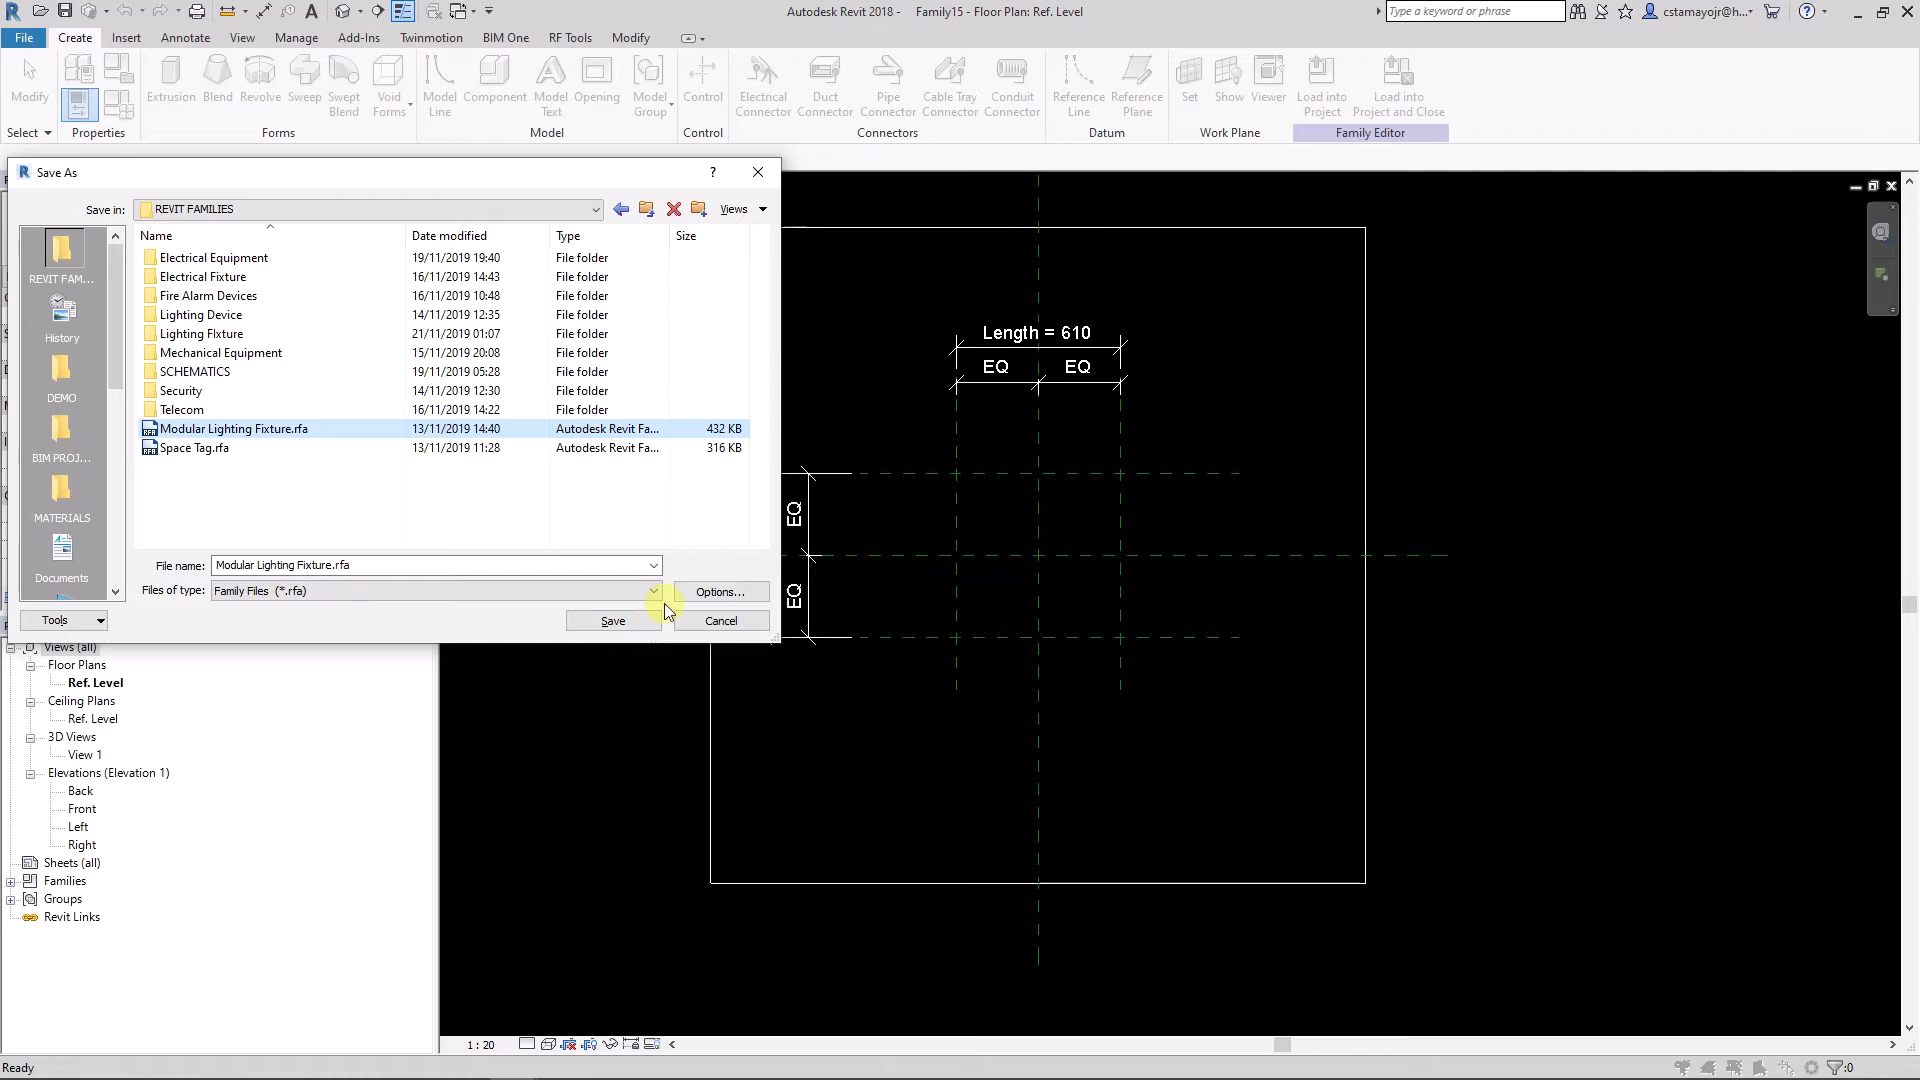 Autodesk Revit 2018 - Family15 - Floor Plan: Ref. Level
Type a keyword or phrase
cstamayojr@h...
File Create Insert Annotate View Manage Add-Ins Twinmotion BIM One RF Tools Modify
Modify
Extrusion Blend Revolve Sweep Swept Blend Void Forms
Model Line Component Model Text Opening Model Group
Control
Electrical Connector Duct Connector Pipe Connector Cable Tray Connector Conduit Connector
Reference Line Reference Plane
Set Show Viewer
Load into Project Load into Project and Close
Select Properties Forms Model Control Connectors Datum Work Plane Family Editor
Save As
Save in: REVIT FAMILIES Views
Name Date modified Type Size
Electrical Equipment 19/11/2019 19:40 File folder
Electrical Fixture 16/11/2019 14:43 File folder
Fire Alarm Devices 16/11/2019 10:48 File folder
Lighting Device 14/11/2019 12:35 File folder
Lighting FIxture 21/11/2019 01:07 File folder
Mechanical Equipment 15/11/2019 20:08 File folder
SCHEMATICS 19/11/2019 05:28 File folder
Security 14/11/2019 12:30 File folder
Telecom 16/11/2019 14:22 File folder
Modular Lighting Fixture.rfa 13/11/2019 14:40 Autodesk Revit Fa... 432 KB
Space Tag.rfa 13/11/2019 11:28 Autodesk Revit Fa... 316 KB
REVIT FAM...
History
DEMO
BIM PROJ...
MATERIALS
Documents
File name: Modular Lighting Fixture.rfa
Files of type: Family Files (*.rfa) Options...
Tools Save Cancel
Views (all)
Floor Plans
Ref. Level
Ceiling Plans
Ref. Level
3D Views
View 1
Elevations (Elevation 1)
Back
Front
Left
Right
Sheets (all)
Families
Groups
Revit Links
Length = 610
EQ EQ
EQ
EQ
1 : 20
Ready
:0